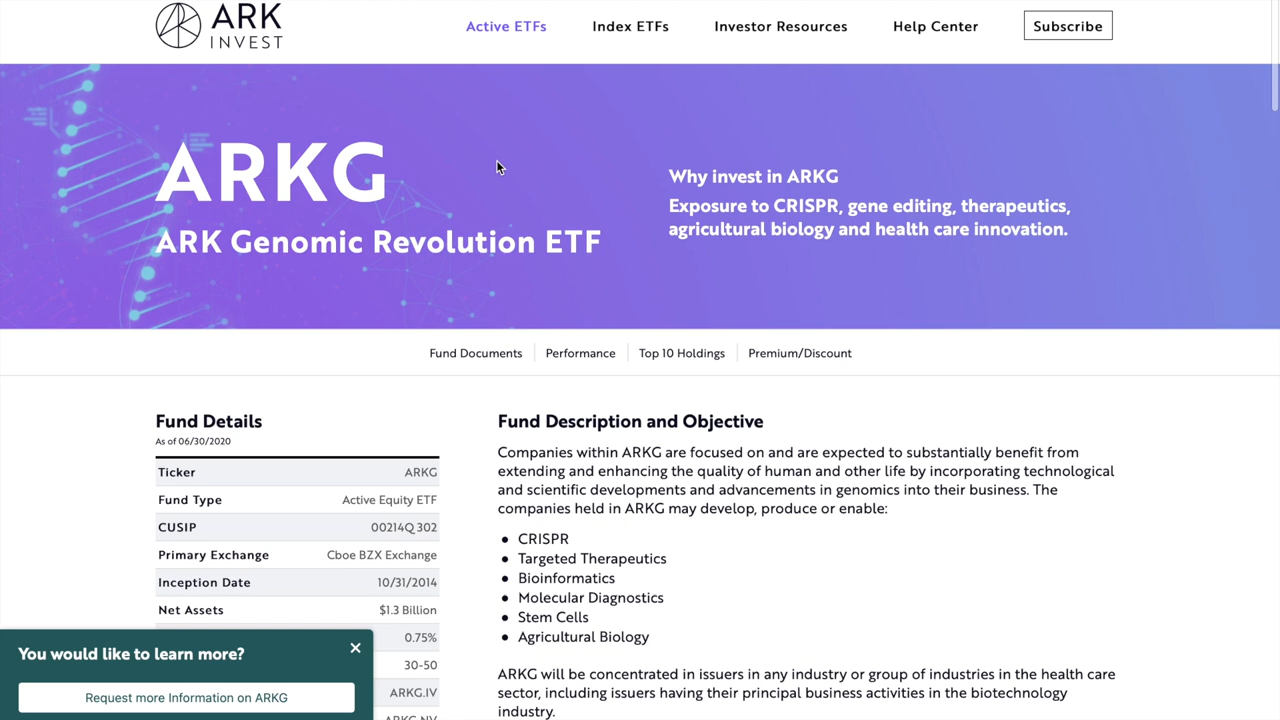 ARK
INVEST
Active ETFs
Index ETFs
Investor Resources
Help Center
Subscribe
ARKG
ARK Genomic Revolution ETF
Why invest in ARKG
Exposure to CRISPR, gene editing, therapeutics,
agricultural biology and health care innovation.
Fund Documents
Performance
Top 10 Holdings
Premium/Discount
Fund Details
As of 06/30/2020
Ticker ARKG
Fund Type Active Equity ETF
CUSIP 00214Q 302
Primary Exchange Cboe BZX Exchange
Inception Date 10/31/2014
Net Assets $1.3 Billion
0.75%
30-50
ARKG.IV
ARKG.NV
You would like to learn more?
Request more Information on ARKG
Fund Description and Objective
Companies within ARKG are focused on and are expected to substantially benefit from
extending and enhancing the quality of human and other life by incorporating technological
and scientific developments and advancements in genomics into their business. The
companies held in ARKG may develop, produce or enable:
● CRISPR
● Targeted Therapeutics
● Bioinformatics
● Molecular Diagnostics
● Stem Cells
● Agricultural Biology
ARKG will be concentrated in issuers in any industry or group of industries in the health care
sector, including issuers having their principal business activities in the biotechnology
industry.